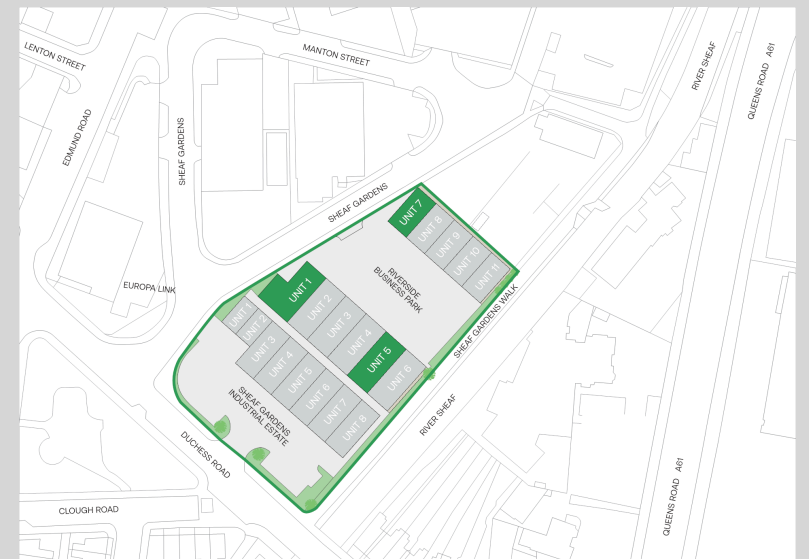 LENTON STREET
MANTON STREET
RIVER SHEAF
QUEENS ROAD A61
EDMUND ROAD
SHEAF GARDENS
SHEAF GARDENS
UNIT 7
UNIT 8
UNIT 9
UNIT 10
UNIT 11
RIVERSIDE
BUSINESS PARK
EUROPA LINK
UNIT 1
UNIT 2
UNIT 3
UNIT 4
UNIT 5
UNIT 6
SHEAF GARDENS WALK
UNIT 1
UNIT 2
UNIT 3
UNIT 4
UNIT 5
UNIT 6
UNIT 7
UNIT 8
SHEAF GARDENS
INDUSTRIAL ESTATE
RIVER SHEAF
DUCHESS ROAD
QUEENS ROAD A61
CLOUGH ROAD